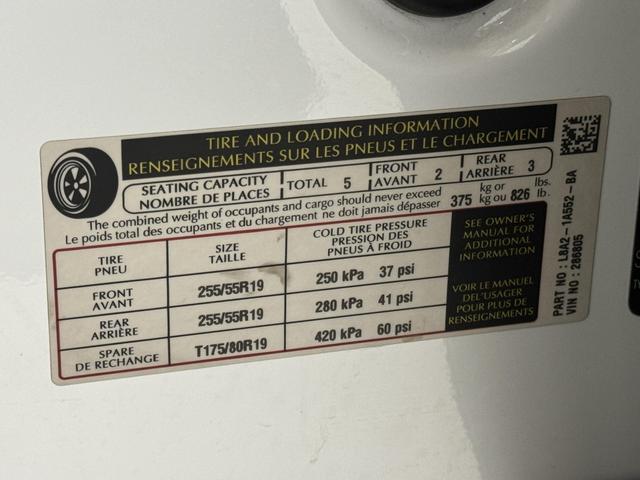 TIRE AND LOADING INFORMATION
RENSEIGNEMENTS SUR LES PNEUS ET LE CHARGEMENT
SEATING CAPACITY
NOMBRE DE PLACES
TOTAL 5
FRONT
AVANT 2
REAR
ARRIÈRE 3
The combined weight of occupants and cargo should never exceed 375 kg or 826 lbs.
Le poids total des occupants et du chargement ne doit jamais dépasser 375 kg ou 826 lb.
TIRE
PNEU
SIZE
TAILLE
COLD TIRE PRESSURE
PRESSION DES
PNEUS À FROID
FRONT
AVANT
255/55R19
250 kPa 37 psi
REAR
ARRIÈRE
255/55R19
280 kPa 41 psi
SPARE
DE RECHANGE
T175/80R19
420 kPa 60 psi
SEE OWNER'S
MANUAL FOR
ADDITIONAL
INFORMATION
VOIR LE MANUEL
DE L'USAGER
POUR PLUS DE
RENSEIGNEMENTS
PART NO : L8A2-1A552-BA
VIN NO : 286805